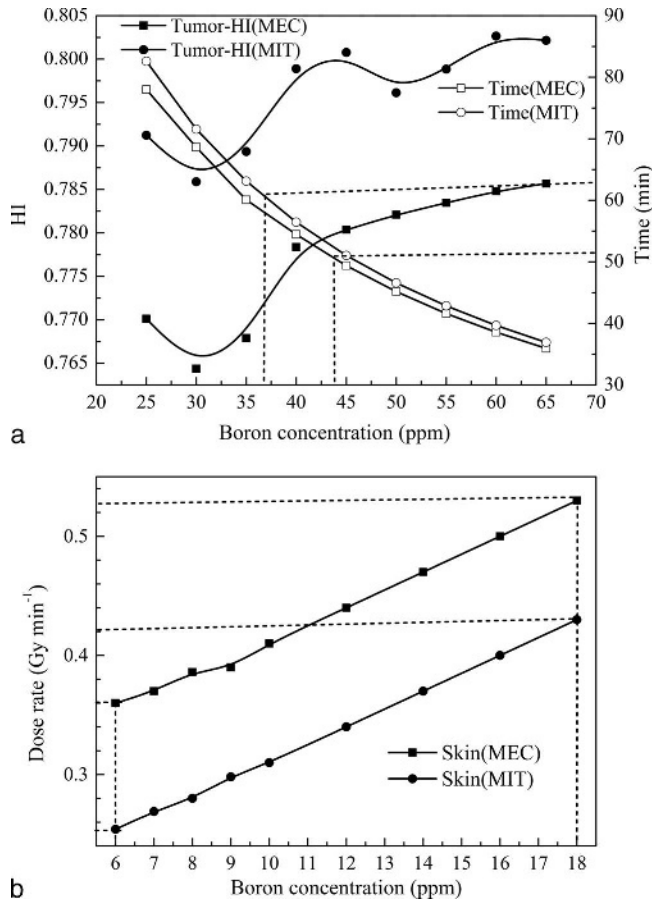 0.805
0.800
0.795
0.790
0.785
0.780
0.775
0.770
0.765
HI
Tumor-HI(MEC)
Tumor-HI(MIT)
Time(MEC)
Time(MIT)
90
80
70
60
50
40
30
Time (min)
20 25 30 35 40 45 50 55 60 65 70
Boron concentration (ppm)
a
0.5
0.4
0.3
Dose rate (Gy min⁻¹)
Skin(MEC)
Skin(MIT)
6 7 8 9 10 11 12 13 14 15 16 17 18
Boron concentration (ppm)
b